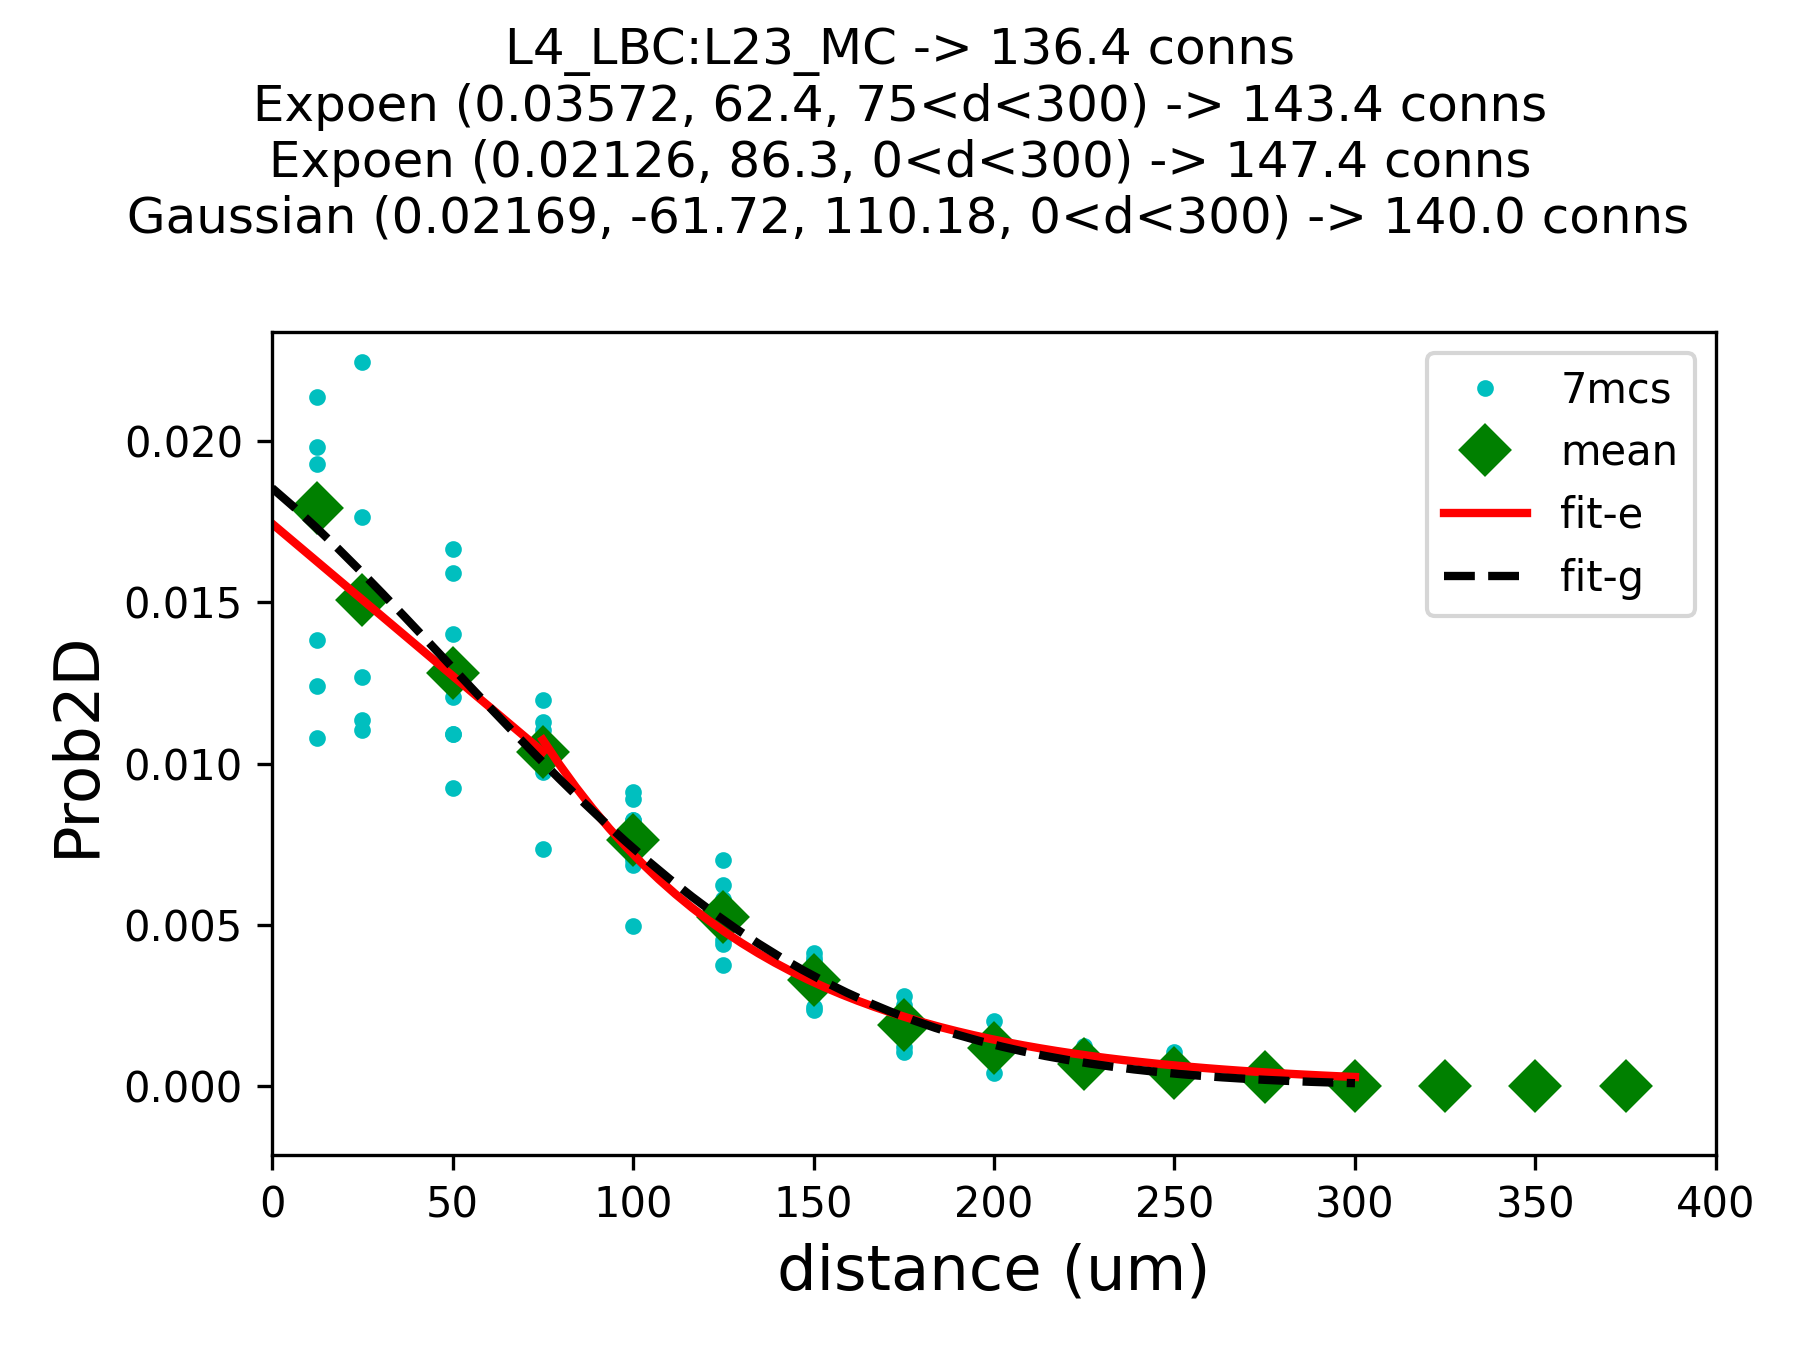 L4_LBC:L23_MC -> 136.4 conns
Expoen (0.03572, 62.4, 75<d<300) -> 143.4 conns
Expoen (0.02126, 86.3, 0<d<300) -> 147.4 conns
Gaussian (0.02169, -61.72, 110.18, 0<d<300) -> 140.0 conns
7mcs
mean
fit-e
fit-g
Prob2D
0.020
0.015
0.010
0.005
0.000
0 50 100 150 200 250 300 350 400
distance (um)